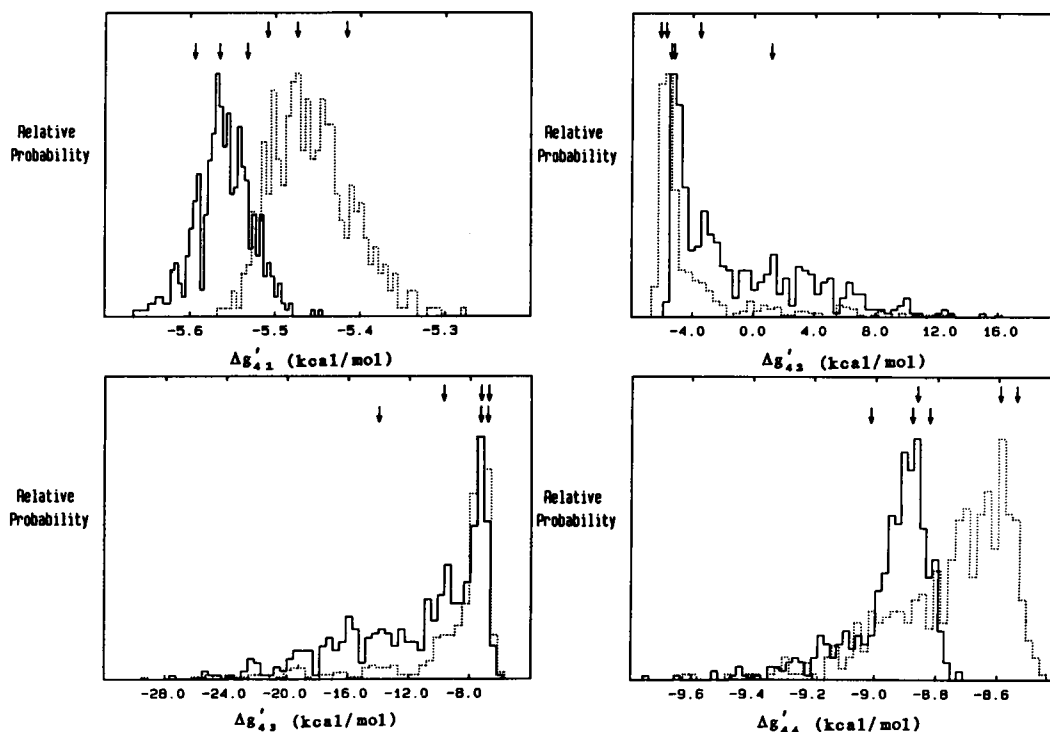 Relative
Probability
-5.6 -5.5 -5.4 -5.3
Δg'41 (kcal/mol)
Relative
Probability
-4.0 0.0 4.0 8.0 12.0 16.0
Δg'42 (kcal/mol)
Relative
Probability
-28.0 -24.0 -20.0 -16.0 -12.0 -8.0
Δg'43 (kcal/mol)
Relative
Probability
-9.6 -9.4 -9.2 -9.0 -8.8 -8.6
Δg'44 (kcal/mol)